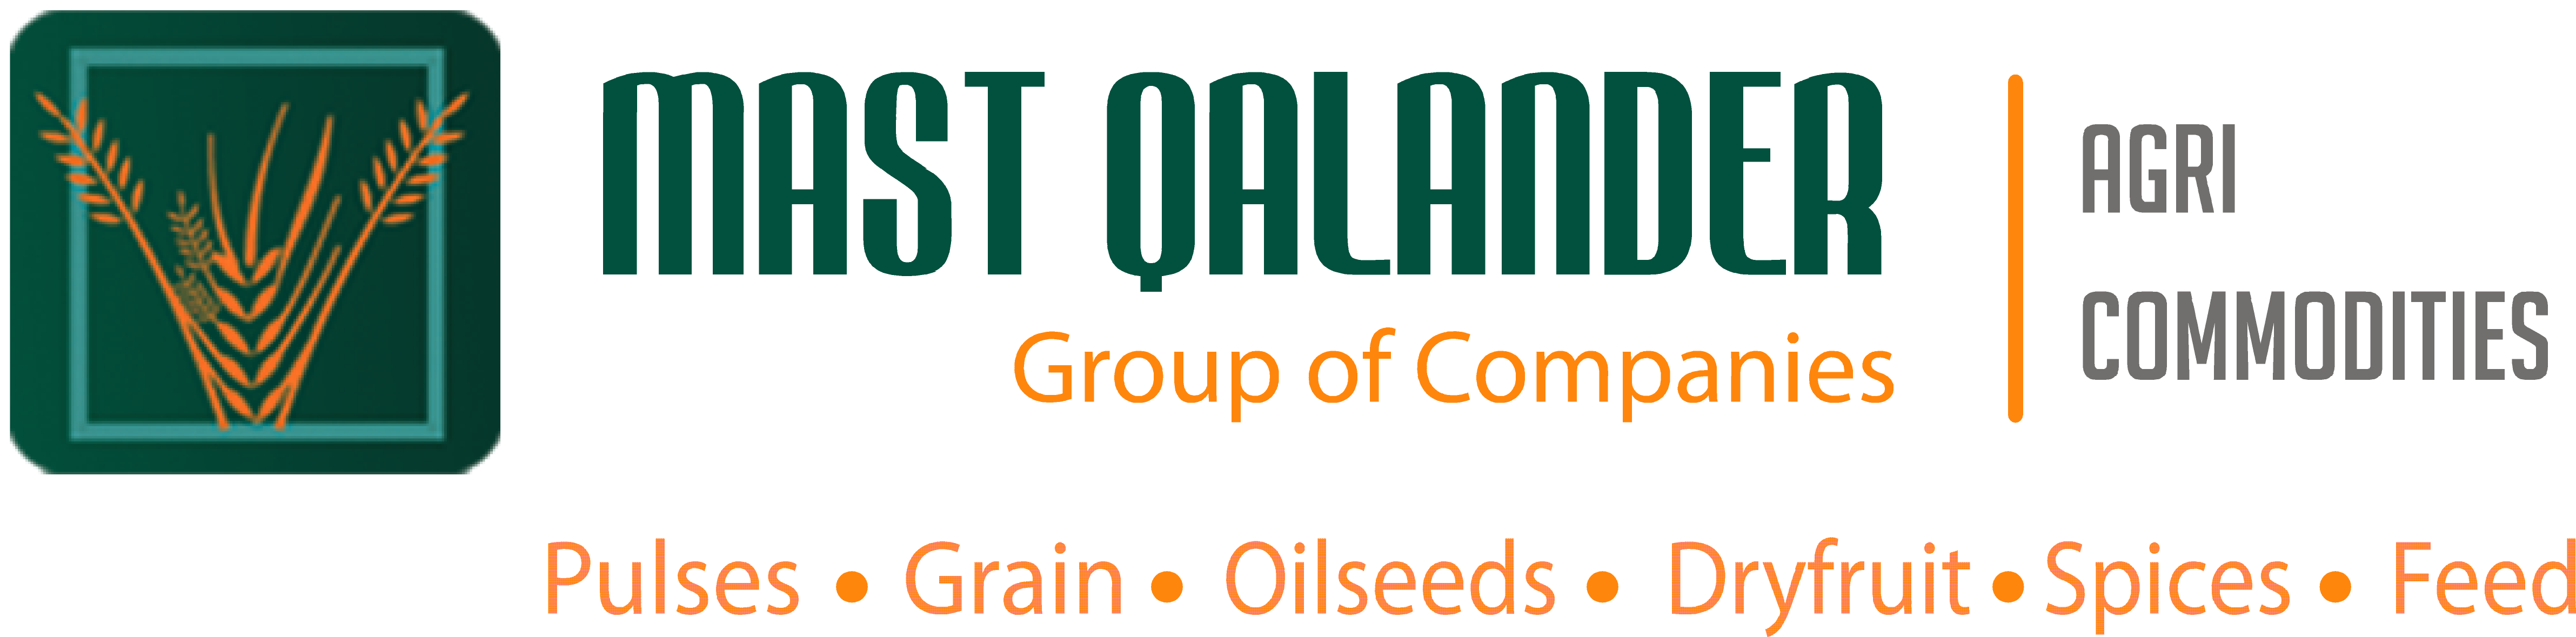 MAST QALANDER
Group of Companies
AGRI
COMMODITIES
Pulses • Grain • Oilseeds • Dryfruit • Spices • Feed